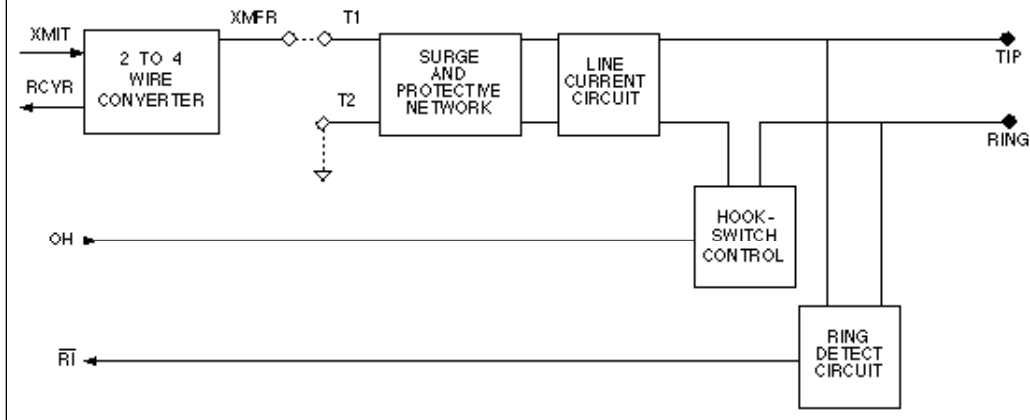 XMIT
RCVR
2 TO 4
WIRE
CONVERTER
XMFR
T1
T2
SURGE
AND
PROTECTIVE
NETWORK
LINE
CURRENT
CIRCUIT
TIP
RING
OH
HOOK-
SWITCH
CONTROL
RI
RING
DETECT
CIRCUIT